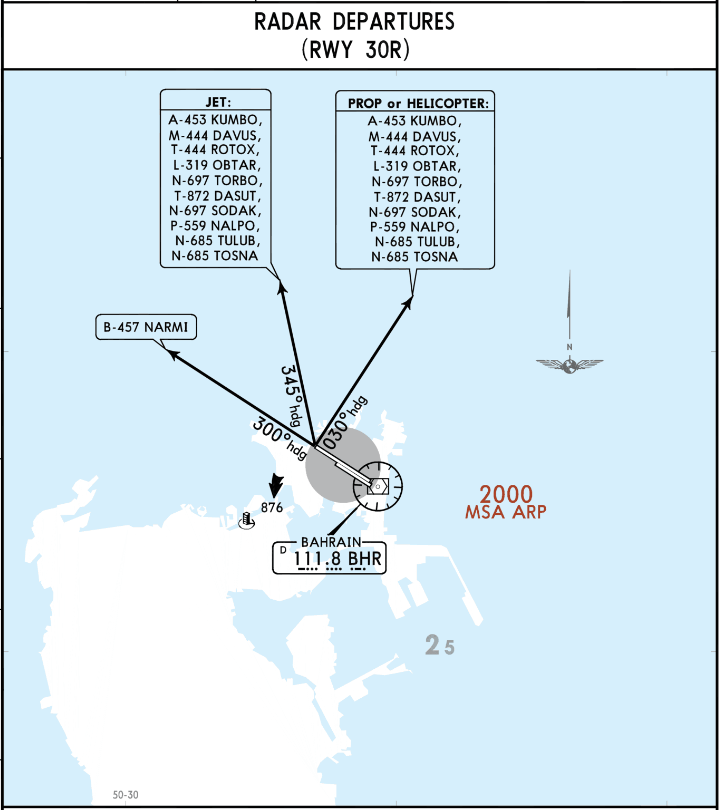 RADAR DEPARTURES
(RWY 30R)
JET:
A-453 KUMBO,
M-444 DAVUS,
T-444 ROTOX,
L-319 OBTAR,
N-697 TORBO,
T-872 DASUT,
N-697 SODAK,
P-559 NALPO,
N-685 TULUB,
N-685 TOSNA
PROP or HELICOPTER:
A-453 KUMBO,
M-444 DAVUS,
T-444 ROTOX,
L-319 OBTAR,
N-697 TORBO,
T-872 DASUT,
N-697 SODAK,
P-559 NALPO,
N-685 TULUB,
N-685 TOSNA
B-457 NARMI
N
345°hdg
030°hdg
300°hdg
876
2000
MSA ARP
BAHRAIN
D 111.8 BHR
25
50-30